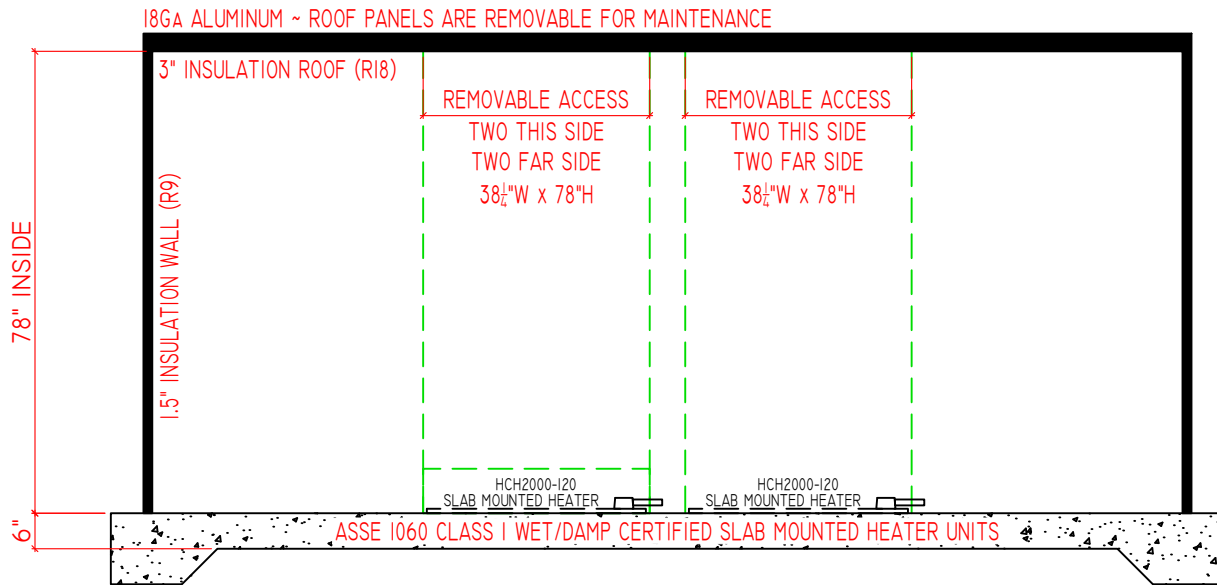 18GA ALUMINUM ~ ROOF PANELS ARE REMOVABLE FOR MAINTENANCE
3" INSULATION ROOF (R18)
REMOVABLE ACCESS
TWO THIS SIDE
TWO FAR SIDE
38¼"W X 78"H
REMOVABLE ACCESS
TWO THIS SIDE
TWO FAR SIDE
38¼"W X 78"H
78" INSIDE
1.5" INSULATION WALL (R9)
HCH2000-120
SLAB MOUNTED HEATER
HCH2000-120
SLAB MOUNTED HEATER
6"
ASSE 1060 CLASS 1 WET/DAMP CERTIFIED SLAB MOUNTED HEATER UNITS